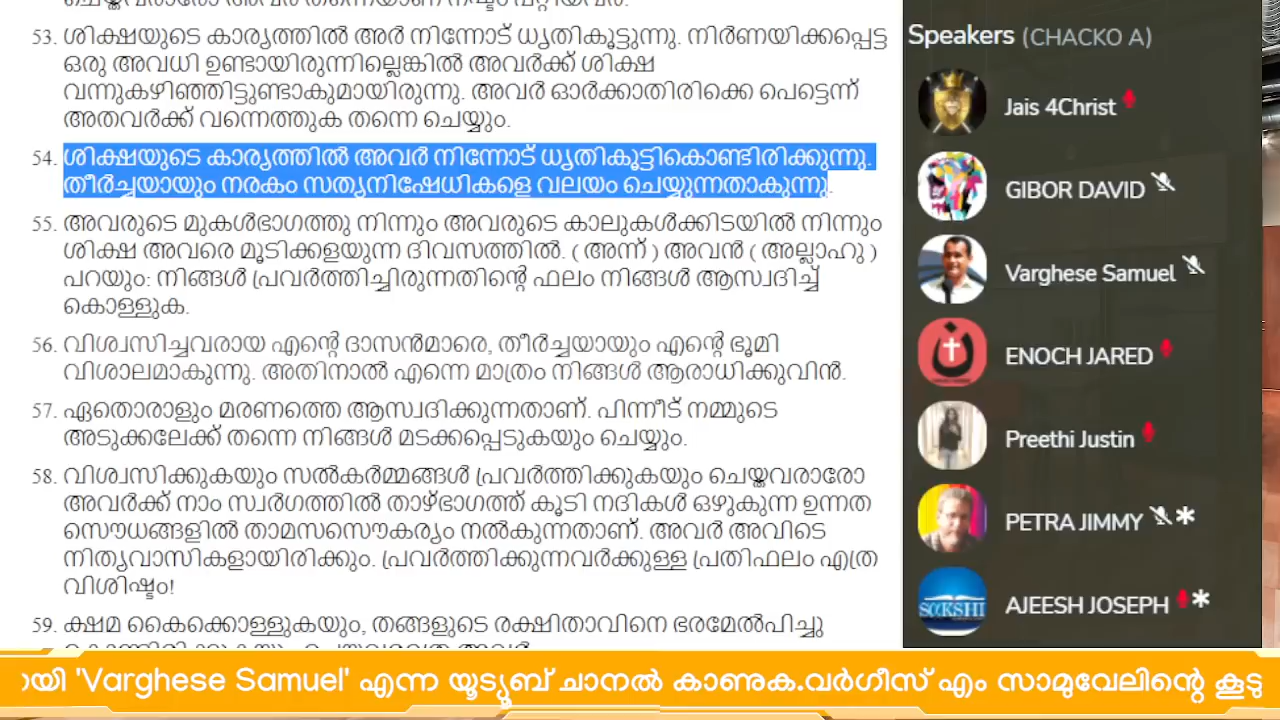 ചെയ്തവരാരോ അവർ തന്നെയാണ് നഷ്ടം പറ്റിയവർ.
53. ശിക്ഷയുടെ കാര്യത്തിൽ അർ നിന്നോട് ധൃതികൂട്ടുന്നു. നിർണയിക്കപ്പെട്ട
ഒരു അവധി ഉണ്ടായിരുന്നില്ലെങ്കിൽ അവർക്ക് ശിക്ഷ
വന്നുകഴിഞ്ഞിട്ടുണ്ടാകുമായിരുന്നു. അവർ ഓർക്കാതിരിക്കെ പെട്ടെന്ന്
അതവർക്ക് വന്നെത്തുക തന്നെ ചെയ്യും.
54. ശിക്ഷയുടെ കാര്യത്തിൽ അവർ നിന്നോട് ധൃതികൂട്ടികൊണ്ടിരിക്കുന്നു.
തീർച്ചയായും നരകം സത്യനിഷേധികളെ വലയം ചെയ്യുന്നതാകുന്നു.
55. അവരുടെ മുകൾഭാഗത്തു നിന്നും അവരുടെ കാലുകൾക്കിടയിൽ നിന്നും
ശിക്ഷ അവരെ മൂടിക്കളയുന്ന ദിവസത്തിൽ. ( അന്ന് ) അവൻ ( അല്ലാഹു )
പറയും: നിങ്ങൾ പ്രവർത്തിച്ചിരുന്നതിന്റെ ഫലം നിങ്ങൾ ആസ്വദിച്ച്
കൊള്ളുക.
56. വിശ്വസിച്ചവരായ എന്റെ ദാസൻമാരെ, തീർച്ചയായും എന്റെ ഭൂമി
വിശാലമാകുന്നു. അതിനാൽ എന്നെ മാത്രം നിങ്ങൾ ആരാധിക്കുവിൻ.
57. ഏതൊരാളും മരണത്തെ ആസ്വദിക്കുന്നതാണ്. പിന്നീട് നമ്മുടെ
അടുക്കലേക്ക് തന്നെ നിങ്ങൾ മടക്കപ്പെടുകയും ചെയ്യും.
58. വിശ്വസിക്കുകയും സൽകർമ്മങ്ങൾ പ്രവർത്തിക്കുകയും ചെയ്തവരാരോ
അവർക്ക് നാം സ്വർഗത്തിൽ താഴ്ഭാഗത്ത് കൂടി നദികൾ ഒഴുകുന്ന ഉന്നത
സൌധങ്ങളിൽ താമസസൌകര്യം നൽകുന്നതാണ്. അവർ അവിടെ
നിത്യവാസികളായിരിക്കും. പ്രവർത്തിക്കുന്നവർക്കുള്ള പ്രതിഫലം എത്ര
വിശിഷ്ടം!
59. ക്ഷമ കൈക്കൊള്ളുകയും, തങ്ങളുടെ രക്ഷിതാവിനെ ഭരമേൽപിച്ചു
Speakers (CHACKO A)
Jais 4Christ
GIBOR DAVID
Varghese Samuel
ENOCH JARED
Preethi Justin
PETRA JIMMY
SAKSHI
AJEESH JOSEPH
യി 'Varghese Samuel' എന്ന യൂട്യൂബ് ചാനൽ കാണുക.വർഗീസ് എം സാമുവേലിന്റെ കൂടു